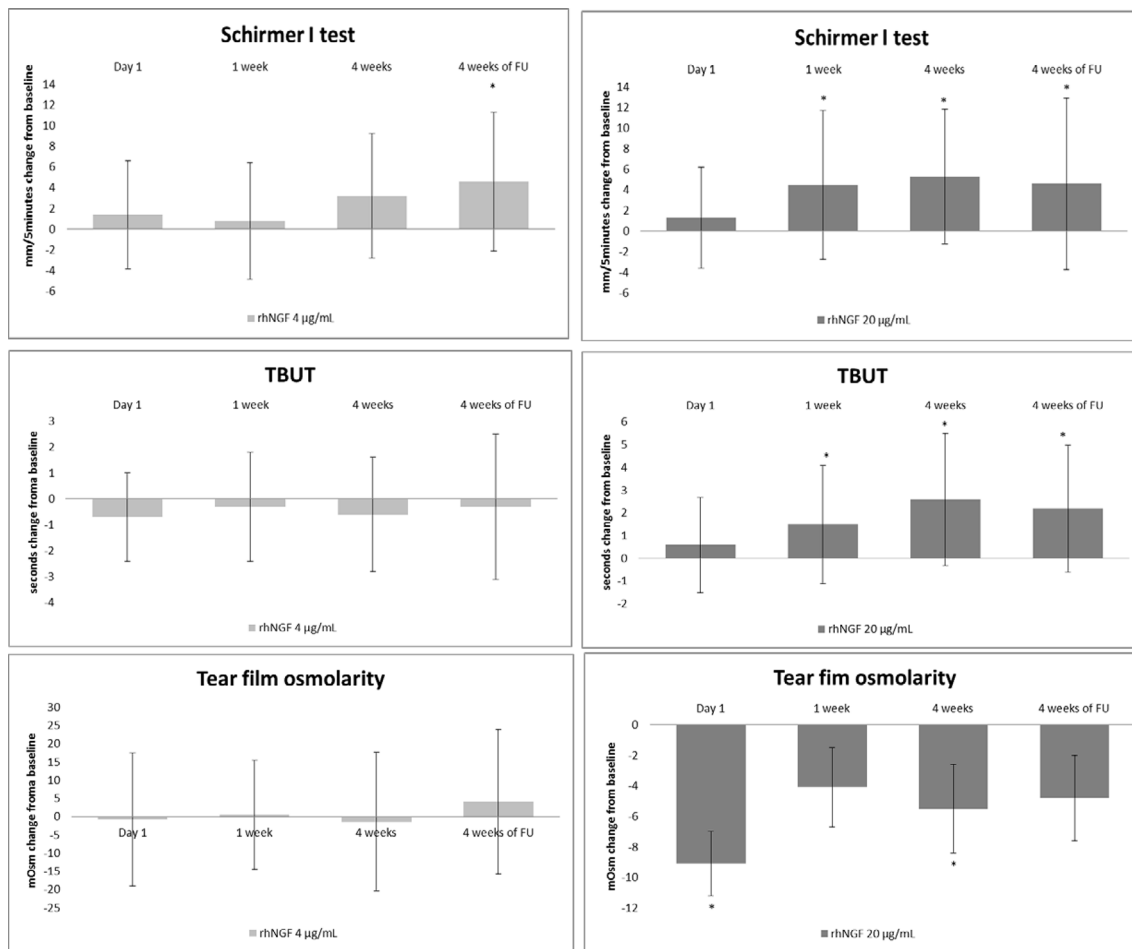 Schirmer I test
Day 1 1 week 4 weeks 4 weeks of FU
mm/5minutes change from baseline
14
12
10
8
6
4
2
0
-2
-4
-6
*
rhNGF 4 µg/mL
Schirmer I test
Day 1 1 week 4 weeks 4 weeks of FU
mm/5minutes change from baseline
14
12
10
8
6
4
2
0
-2
-4
-6
* * *
rhNGF 20 µg/mL
TBUT
Day 1 1 week 4 weeks 4 weeks of FU
seconds change froma baseline
3
2
1
0
-1
-2
-3
-4
rhNGF 4 µg/mL
TBUT
Day 1 1 week 4 weeks 4 weeks of FU
seconds change from baseline
6
5
4
3
2
1
0
-1
-2
* * *
rhNGF 20 µg/mL
Tear film osmolarity
mOsm change froma baseline
30
25
20
15
10
5
0
-5
-10
-15
-20
-25
Day 1 1 week 4 weeks 4 weeks of FU
rhNGF 4 µg/mL
Tear fim osmolarity
Day 1 1 week 4 weeks 4 weeks of FU
mOsm change from baseline
0
-2
-4
-6
-8
-10
-12
* *
rhNGF 20 µg/mL